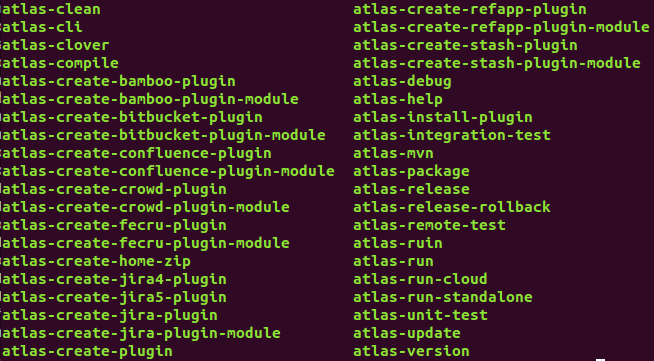 atlas-clean
atlas-cli
atlas-clover
atlas-compile
atlas-create-bamboo-plugin
atlas-create-bamboo-plugin-module
atlas-create-bitbucket-plugin
atlas-create-bitbucket-plugin-module
atlas-create-confluence-plugin
atlas-create-confluence-plugin-module
atlas-create-crowd-plugin
atlas-create-crowd-plugin-module
atlas-create-fecru-plugin
atlas-create-fecru-plugin-module
atlas-create-home-zip
atlas-create-jira4-plugin
atlas-create-jira5-plugin
atlas-create-jira-plugin
atlas-create-jira-plugin-module
atlas-create-plugin
atlas-create-refapp-plugin
atlas-create-refapp-plugin-module
atlas-create-stash-plugin
atlas-create-stash-plugin-module
atlas-debug
atlas-help
atlas-install-plugin
atlas-integration-test
atlas-mvn
atlas-package
atlas-release
atlas-release-rollback
atlas-remote-test
atlas-ruin
atlas-run
atlas-run-cloud
atlas-run-standalone
atlas-unit-test
atlas-update
atlas-version